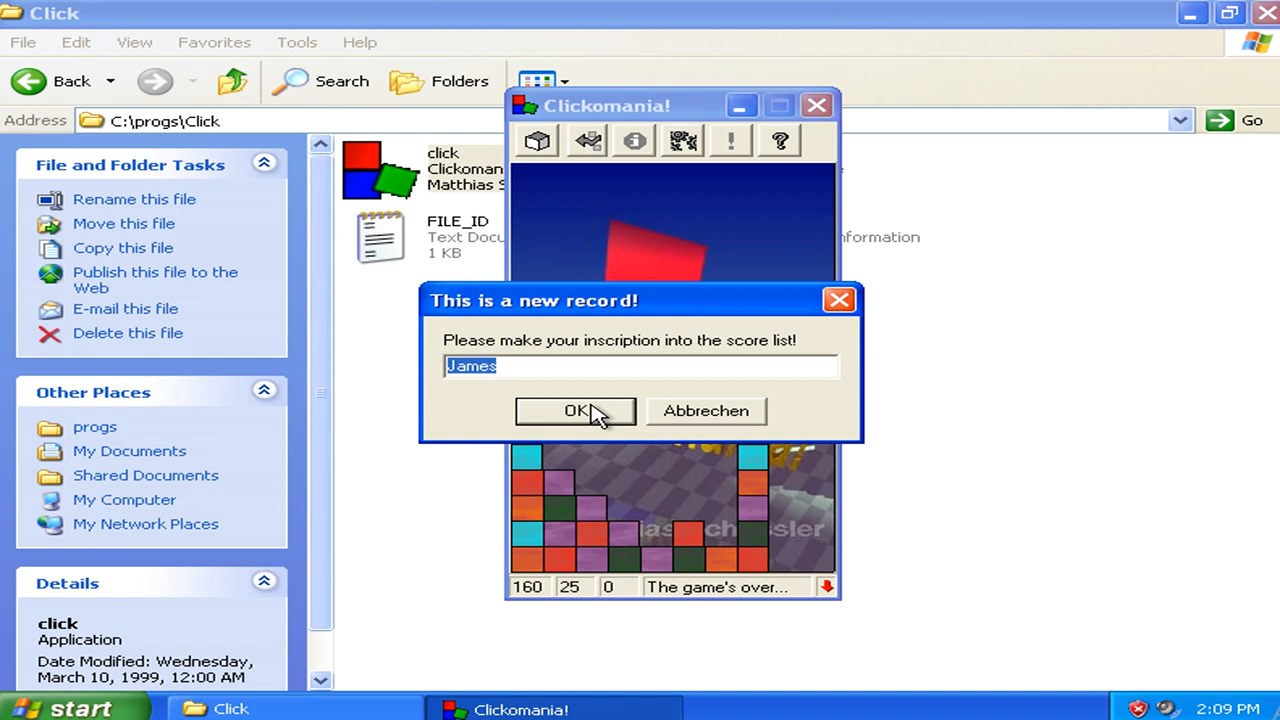 Click
File Edit View Favorites Tools Help
Back Search Folders
Address C:\progs\Click Go
File and Folder Tasks
Rename this file
Move this file
Copy this file
Publish this file to the
Web
E-mail this file
Delete this file
Other Places
progs
My Documents
Shared Documents
My Computer
My Network Places
Details
click
Application
Date Modified: Wednesday,
March 10, 1999, 12:00 AM
click
Clickoman
Matthias S
FILE_ID
Text Docu
1 KB
nformation
Clickomania!
This is a new record!
Please make your inscription into the score list!
James
OK Abbrechen
160 25 0 The game's over...
start Click Clickomania! 2:09 PM